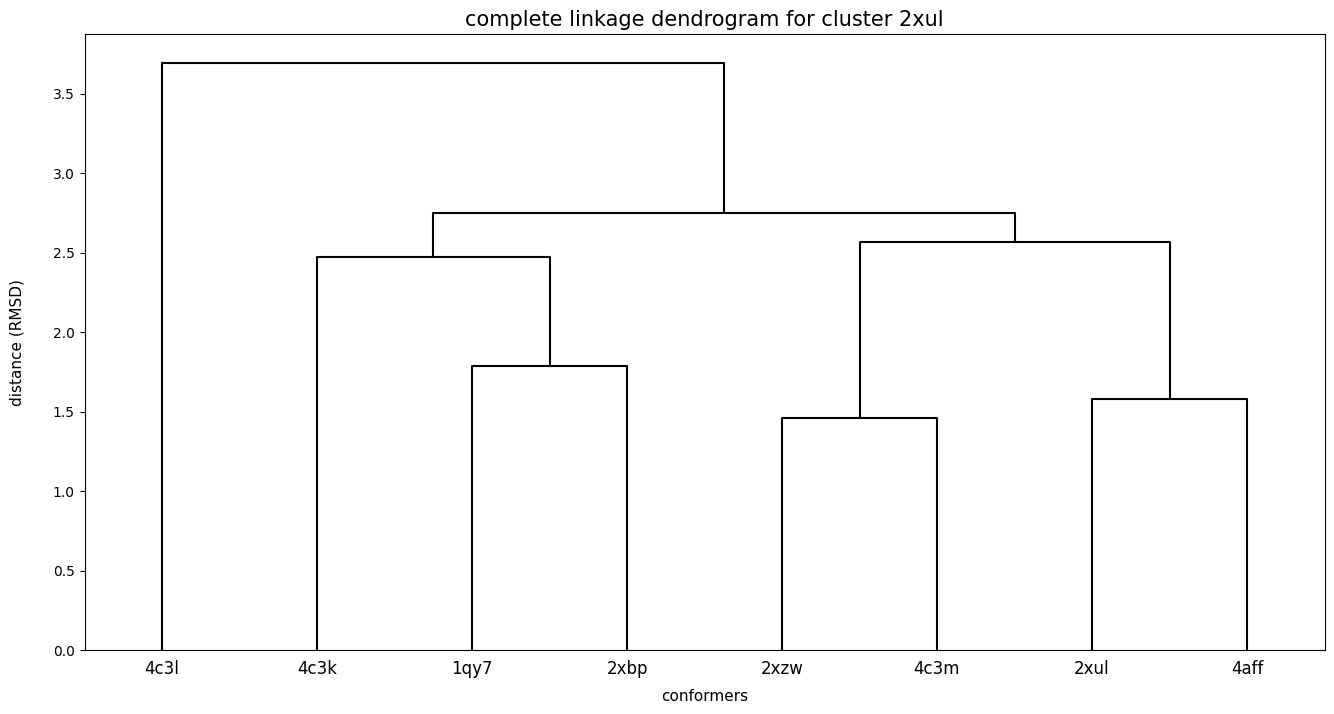 complete linkage dendrogram for cluster 2xul
distance (RMSD)
3.5
3.0
2.5
2.0
1.5
1.0
0.5
0.0
4c3l 4c3k 1qy7 2xbp 2xzw 4c3m 2xul 4aff
conformers